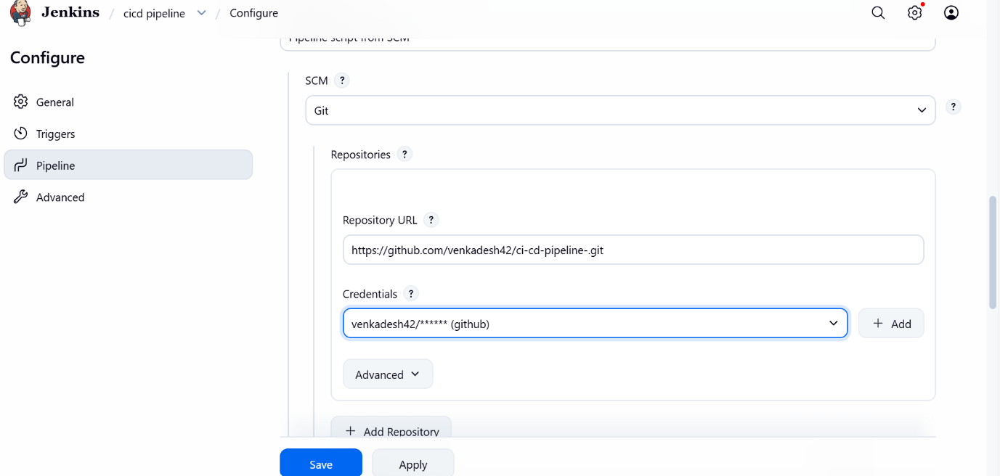 Jenkins / cicd pipeline / Configure
Configure
General
Triggers
Pipeline
Advanced
Pipeline script from SCM
SCM ?
Git
?
Repositories ?
Repository URL ?
https://github.com/venkadesh42/ci-cd-pipeline-.git
Credentials ?
venkadesh42/****** (github)
+ Add
Advanced
+ Add Repository
Save
Apply